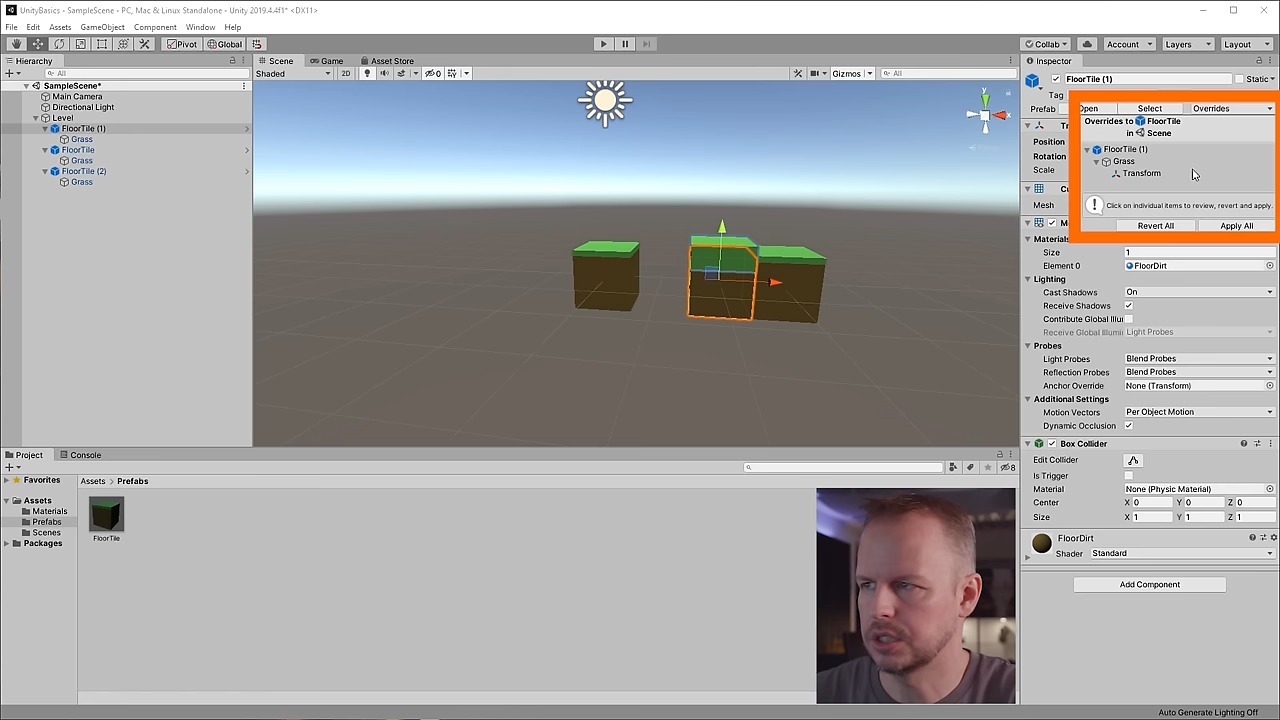 UnityBasics - SampleScene - PC, Mac & Linux Standalone - Unity 2019.4.4f1* <DX11>
File Edit Assets GameObject Component Window Help
Pivot Global Collab Account Layers Layout
Hierarchy
All
SampleScene*
Main Camera
Directional Light
Level
FloorTile (1)
Grass
FloorTile
Grass
FloorTile (2)
Grass
Scene Game Asset Store
Shaded 2D 0 Gizmos All
y
x
Inspector
FloorTile (1) Static
Tag
Prefab Open Select Overrides
Overrides to FloorTile
in Scene
FloorTile (1)
Grass
Transform
Click on individual items to review, revert and apply.
Revert All Apply All
Position
Rotation
Scale
Mesh
Materials
Size 1
Element 0 FloorDirt
Lighting
Cast Shadows On
Receive Shadows
Contribute Global Illu
Receive Global Illumi Light Probes
Probes
Light Probes Blend Probes
Reflection Probes Blend Probes
Anchor Override None (Transform)
Additional Settings
Motion Vectors Per Object Motion
Dynamic Occlusion
Box Collider
Edit Collider
Is Trigger
Material None (Physic Material)
Center X 0 Y 0 Z 0
Size X 1 Y 1 Z 1
FloorDirt
Shader Standard
Add Component
Project Console
8
Favorites
Assets
Materials
Prefabs
Scenes
Packages
Assets > Prefabs
FloorTile
Auto Generate Lighting Off